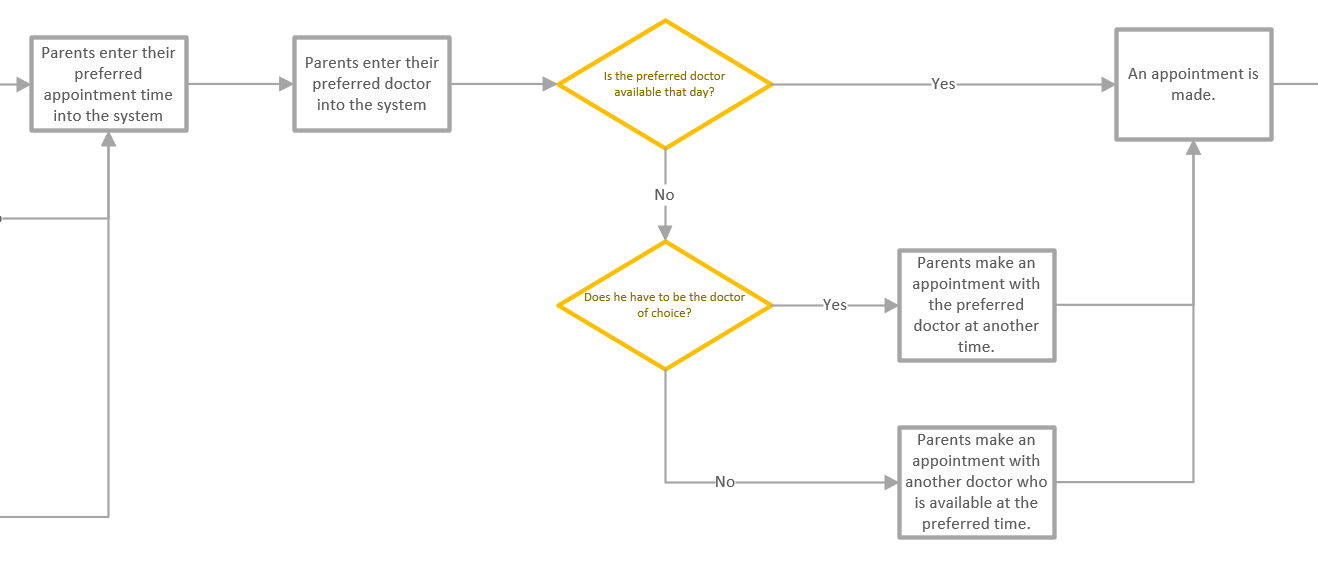 Parents enter their
preferred
appointment time
into the system
Parents enter their
preferred doctor
into the system
Is the preferred doctor
available that day?
Yes
An appointment is
made.
No
Does he have to be the doctor
of choice?
Yes
Parents make an
appointment with
the preferred
doctor at another
time.
No
Parents make an
appointment with
another doctor who
is available at the
preferred time.